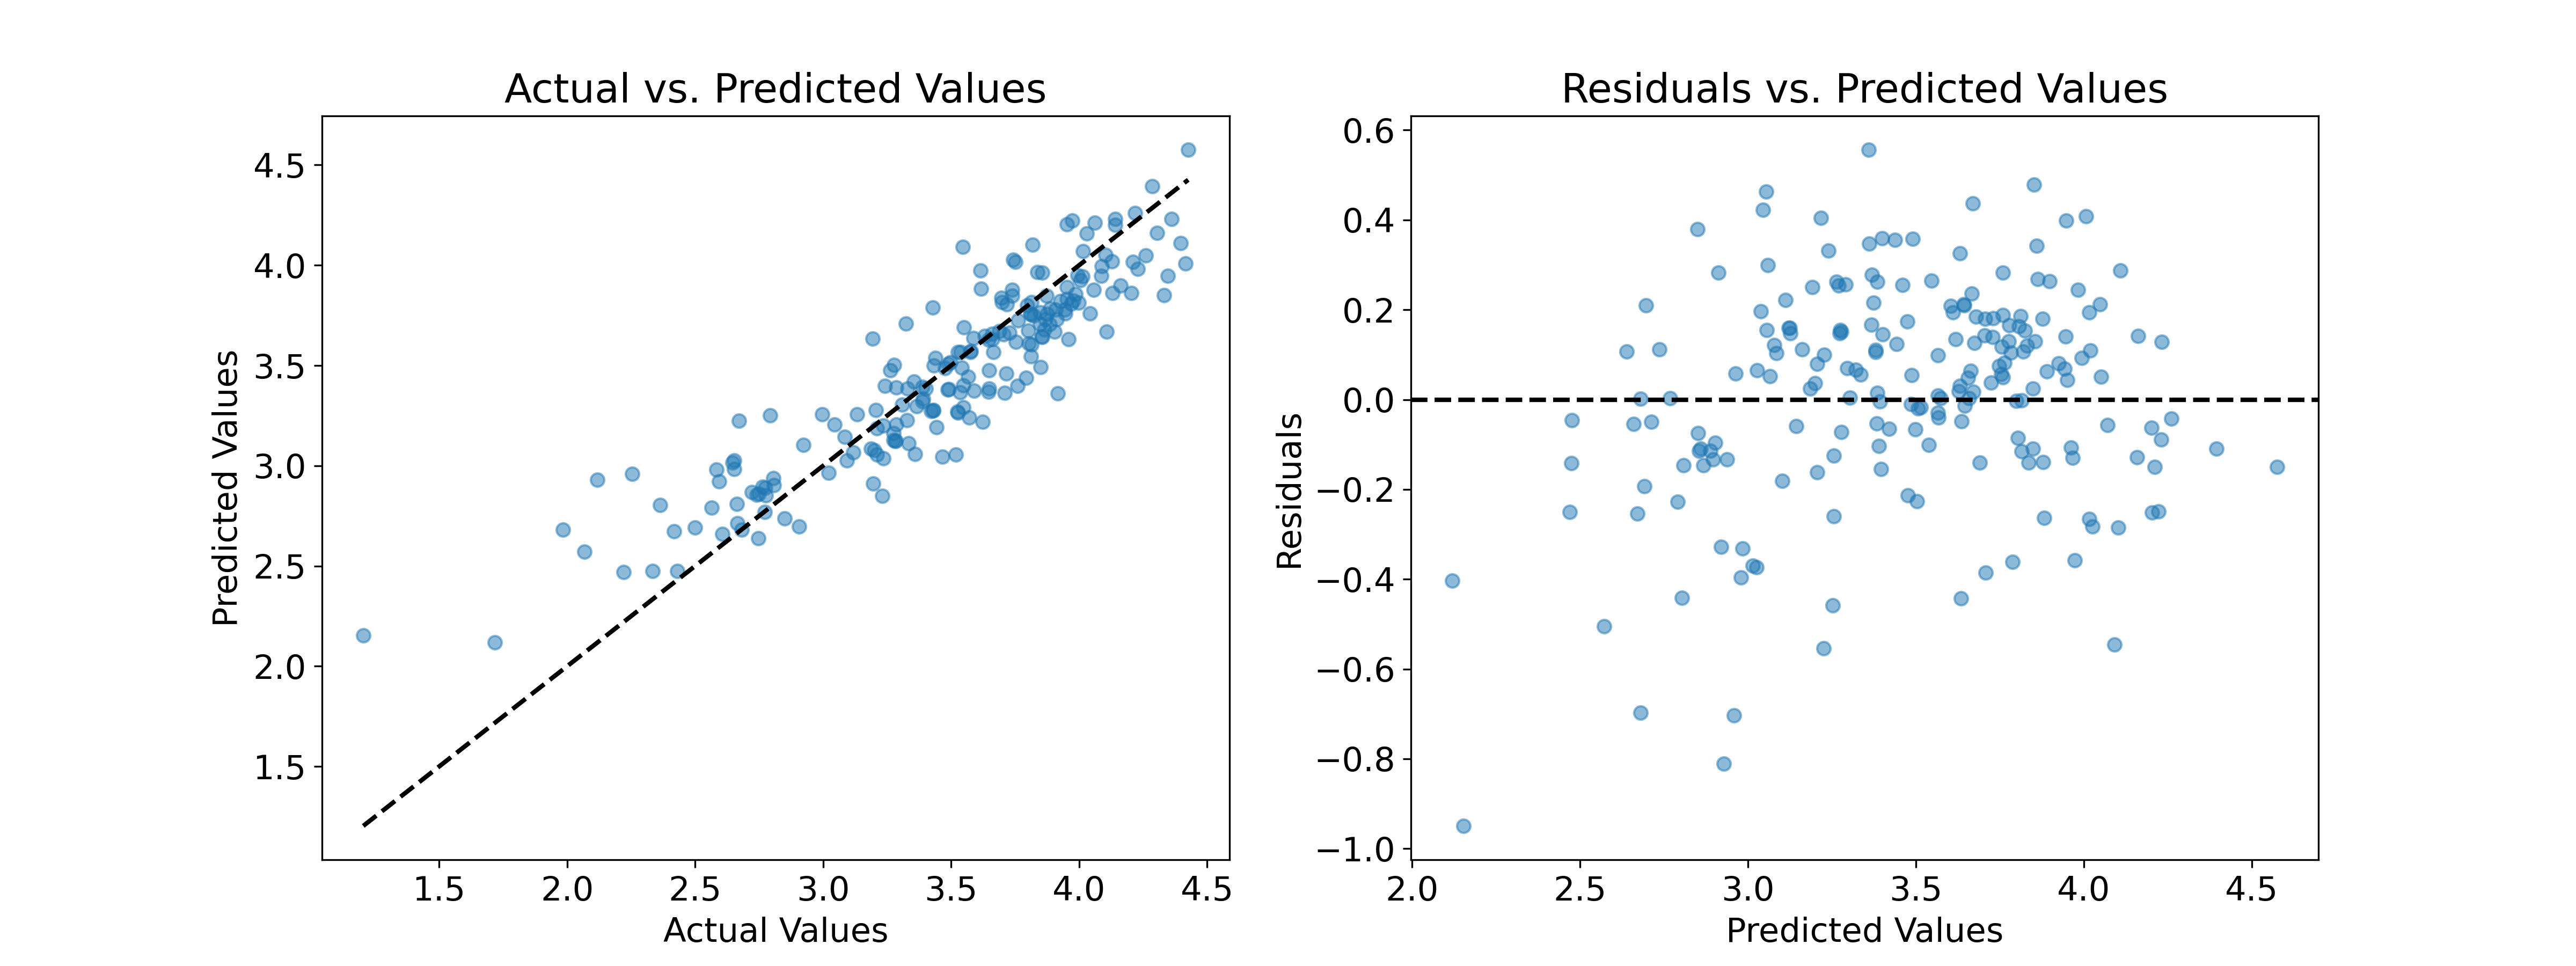 Actual vs. Predicted Values
Predicted Values
4.5
4.0
3.5
3.0
2.5
2.0
1.5
1.5 2.0 2.5 3.0 3.5 4.0 4.5
Actual Values
Residuals vs. Predicted Values
Residuals
0.6
0.4
0.2
0.0
−0.2
−0.4
−0.6
−0.8
−1.0
2.0 2.5 3.0 3.5 4.0 4.5
Predicted Values